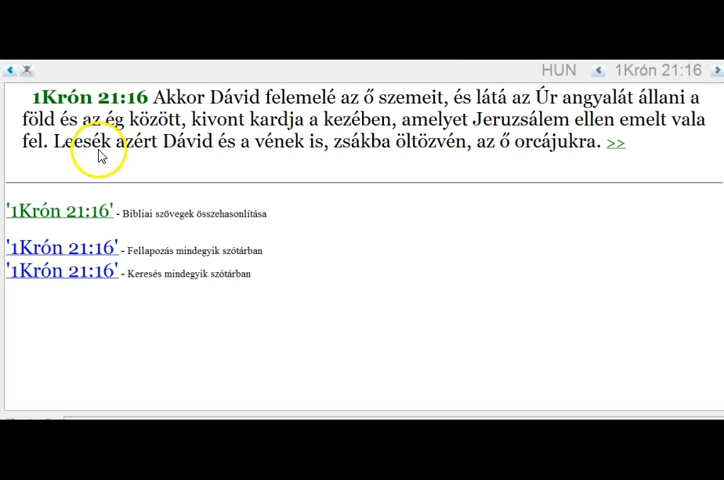 HUN 1Krón 21:16
1Krón 21:16 Akkor Dávid felemelé az ő szemeit, és látá az Úr angyalát állani a
föld és az ég között, kivont kardja a kezében, amelyet Jeruzsálem ellen emelt vala
fel. Leesék azért Dávid és a vének is, zsákba öltözvén, az ő orcájukra. >>
'1Krón 21:16' - Bibliai szövegek összehasonlítása
'1Krón 21:16' - Fellapozás mindegyik szótárban
'1Krón 21:16' - Keresés mindegyik szótárban